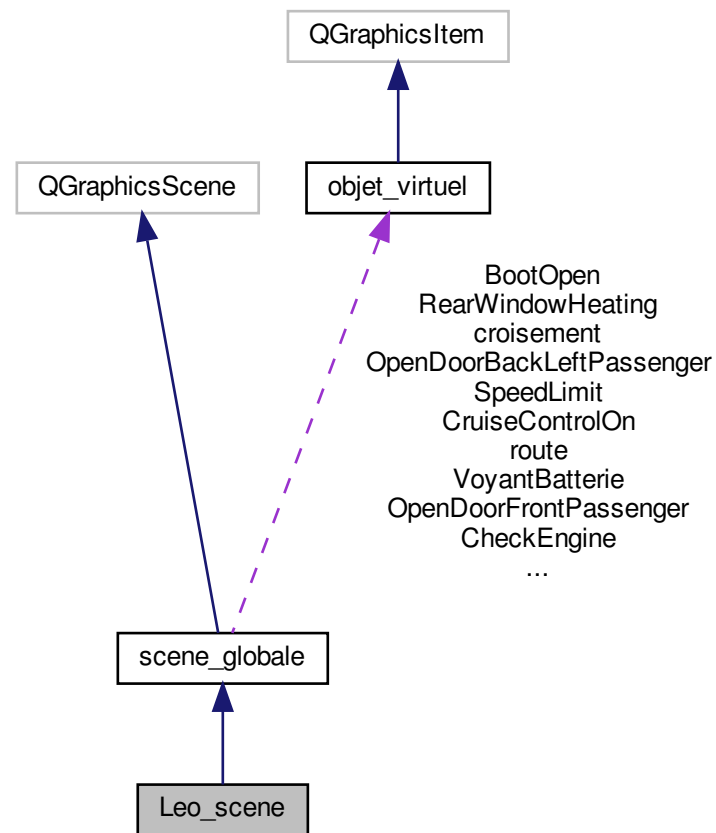 QGraphicsItem
QGraphicsScene
objet_virtuel
BootOpen
RearWindowHeating
croisement
OpenDoorBackLeftPassenger
SpeedLimit
CruiseControlOn
route
VoyantBatterie
OpenDoorFrontPassenger
CheckEngine
...
scene_globale
Leo_scene